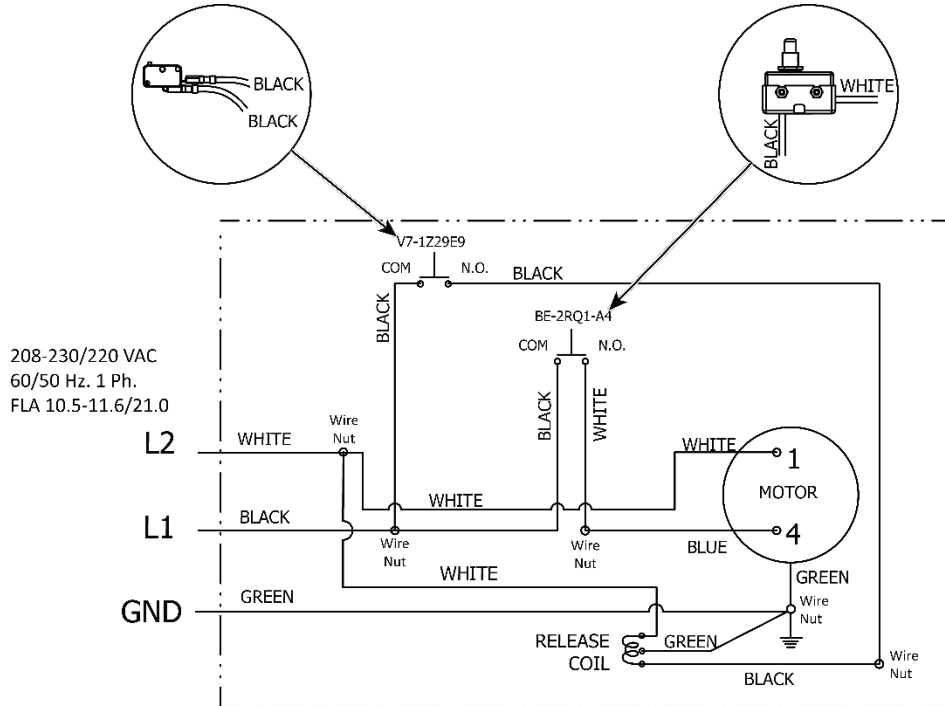 BLACK
BLACK
WHITE
BLACK
V7-1Z29E9
COM
N.O.
BLACK
BLACK
BE-2RQ1-A4
COM
N.O.
BLACK
WHITE
208-230/220 VAC
60/50 Hz. 1 Ph.
FLA 10.5-11.6/21.0
L2
WHITE
Wire
Nut
WHITE
WHITE
1
MOTOR
4
L1
BLACK
Wire
Nut
Wire
Nut
BLUE
WHITE
GREEN
GND
GREEN
Wire
Nut
RELEASE
COIL
GREEN
BLACK
Wire
Nut